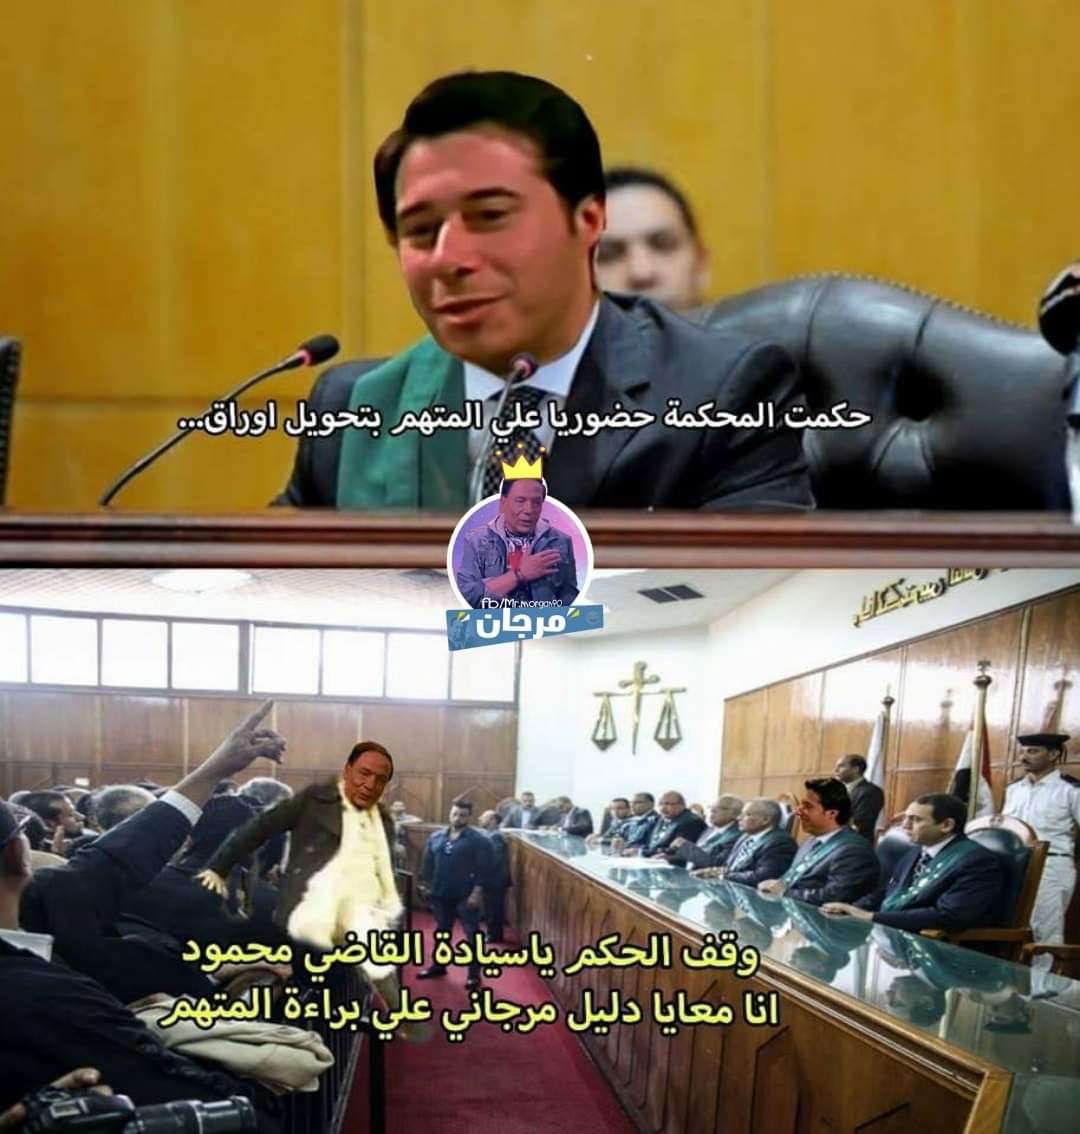 حكمت المحكمة حضوريا علي المتهم بتحويل اوراق...
fb/Mr.morgan90
مرجان
وقف الحكم ياسيادة القاضي محمود
انا معايا دليل مرجاني علي براءة المتهم